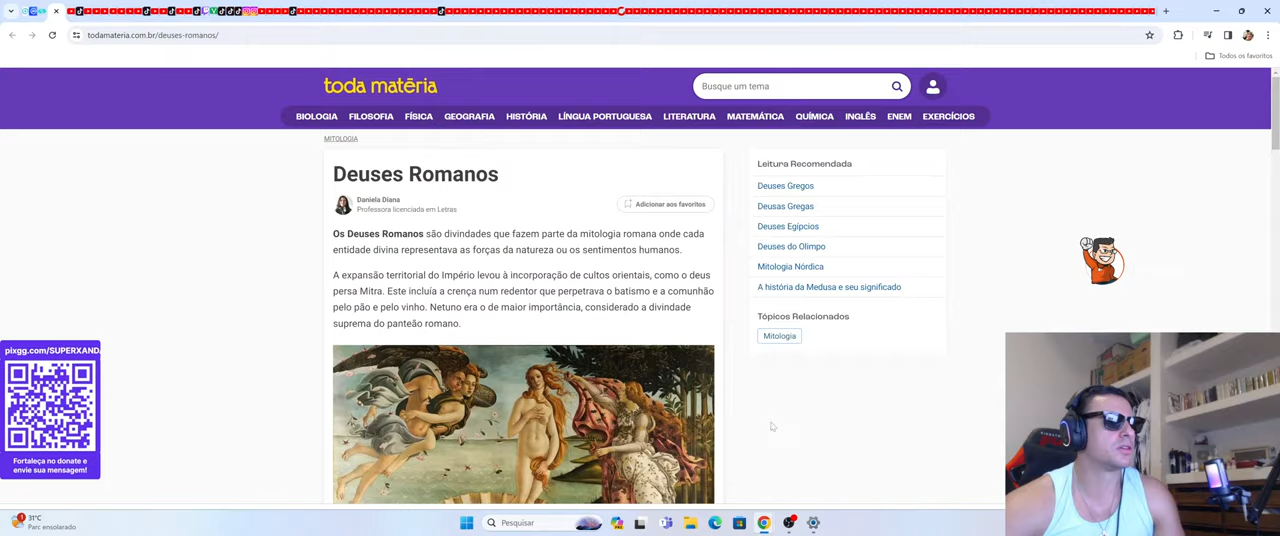 todamateria.com.br/deuses-romanos/
Todos os favoritos
toda matéria
Busque um tema
BIOLOGIA FILOSOFIA FÍSICA GEOGRAFIA HISTÓRIA LÍNGUA PORTUGUESA LITERATURA MATEMÁTICA QUÍMICA INGLÊS ENEM EXERCÍCIOS
MITOLOGIA
Deuses Romanos
Daniela Diana
Professora licenciada em Letras
Adicionar aos favoritos
Os Deuses Romanos são divindades que fazem parte da mitologia romana onde cada
entidade divina representava as forças da natureza ou os sentimentos humanos.
A expansão territorial do Império levou à incorporação de cultos orientais, como o deus
persa Mitra. Este incluía a crença num redentor que perpetrava o batismo e a comunhão
pelo pão e pelo vinho. Netuno era o de maior importância, considerado a divindade
suprema do panteão romano.
Leitura Recomendada
Deuses Gregos
Deusas Gregas
Deuses Egípcios
Deuses do Olimpo
Mitologia Nórdica
A história da Medusa e seu significado
Tópicos Relacionados
Mitologia
pixgg.com/SUPERXANDA
Fortaleça no donate e
envie sua mensagem!
31°C
Parc ensolarado
Pesquisar